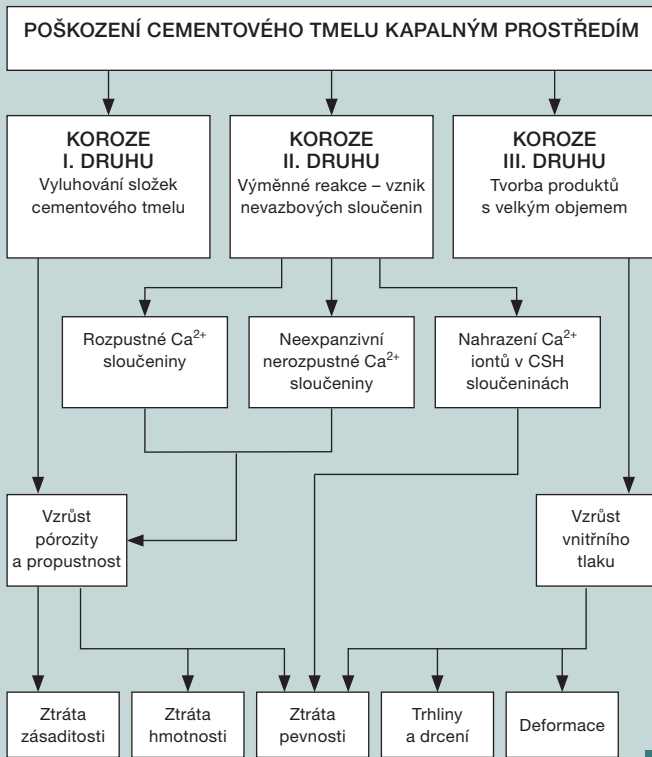 POŠKOZENÍ CEMENTOVÉHO TMELU KAPALNÝM PROSTŘEDÍM
KOROZE
I. DRUHU
Vyluhování složek
cementového tmelu
KOROZE
II. DRUHU
Výměnné reakce – vznik
nevazbových sloučenin
KOROZE
III. DRUHU
Tvorba produktů
s velkým objemem
Rozpustné Ca²⁺
sloučeniny
Neexpanzivní
nerozpustné Ca²⁺
sloučeniny
Nahrazení Ca²⁺
iontů v CSH
sloučeninách
Vzrůst
pórozity
a propustnost
Vzrůst
vnitřního
tlaku
Ztráta
zásaditosti
Ztráta
hmotnosti
Ztráta
pevnosti
Trhliny
a drcení
Deformace